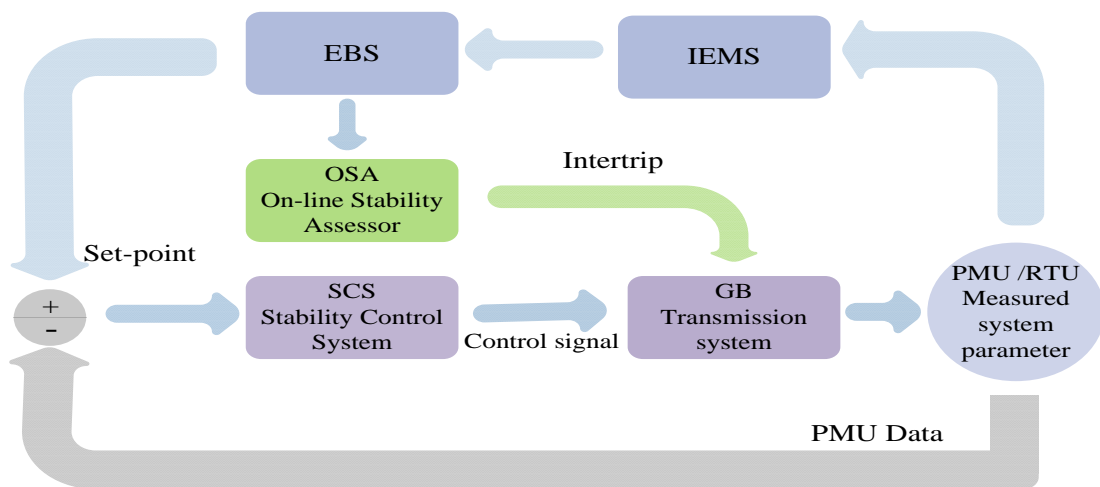 EBS
IEMS
OSA
On-line Stability
Assessor
Intertrip
Set-point
+
-
SCS
Stability Control
System
Control signal
GB
Transmission
system
PMU /RTU
Measured
system
parameter
PMU Data